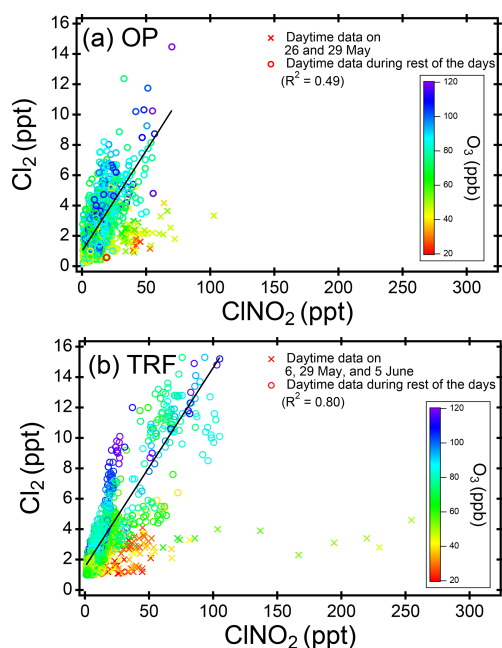 (a) OP
× Daytime data on
26 and 29 May
Daytime data during rest of the days
(R² = 0.49)
16
14
12
10
8
6
4
2
0
Cl₂ (ppt)
120
100
80
60
40
20
O₃ (ppb)
0 50 100 150 200 250 300
ClNO₂ (ppt)
(b) TRF
× Daytime data on
6, 29 May, and 5 June
Daytime data during rest of the days
(R² = 0.80)
16
14
12
10
8
6
4
2
0
Cl₂ (ppt)
120
100
80
60
40
20
O₃ (ppb)
0 50 100 150 200 250 300
ClNO₂ (ppt)